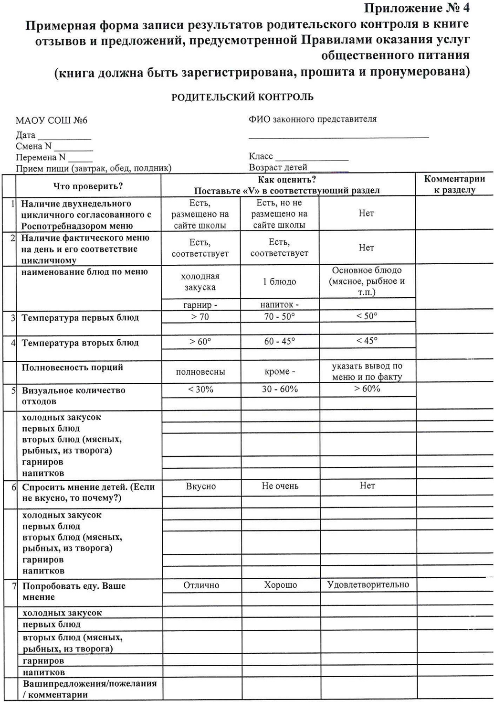 Приложение № 4
Примерная форма записи результатов родительского контроля в книге
отзывов и предложений, предусмотренной Правилами оказания услуг
общественного питания
(книга должна быть зарегистрирована, прошита и пронумерована)
РОДИТЕЛЬСКИЙ КОНТРОЛЬ
МАОУ СОШ №6 ФИО законного представителя
Дата ___________
Смена N ______
Перемена N _____ Класс ___________
Прием пищи (завтрак, обед, полдник) Возраст детей ________
Что проверить? Как оценить? Комментарии
Поставьте «V» в соответствующий раздел к разделу
1 Наличие двухнедельного Есть, Есть, но не Нет
цикличного согласованного с размещено на размещено на
Роспотребнадзором меню сайте школы сайте школы
2 Наличие фактического меню Есть, Есть, Нет
на день и его соответствие соответствует соответствует
цикличному
наименование блюд по меню холодная 1 блюдо Основное блюдо
закуска (мясное, рыбное и
т.п.)
гарнир - напиток -
3 Температура первых блюд > 70 70 - 50° < 50°
4 Температура вторых блюд > 60° 60 - 45° < 45°
Полновесность порций полновесны кроме - указать вывод по
меню и по факту
5 Визуальное количество < 30% 30 - 60% > 60%
отходов
холодных закусок
первых блюд
вторых блюд (мясных,
рыбных, из творога)
гарниров
напитков
6 Спросить мнение детей. (Если Вкусно Не очень Нет
не вкусно, то почему?)
холодных закусок
первых блюд
вторых блюд (мясных,
рыбных, из творога)
гарниров
напитков
7 Попробовать еду. Ваше Отлично Хорошо Удовлетворительно
мнение
холодных закусок
первых блюд
вторых блюд (мясных,
рыбных, из творога)
гарниров
напитков
Вашипредложения/пожелания
/ комментарии